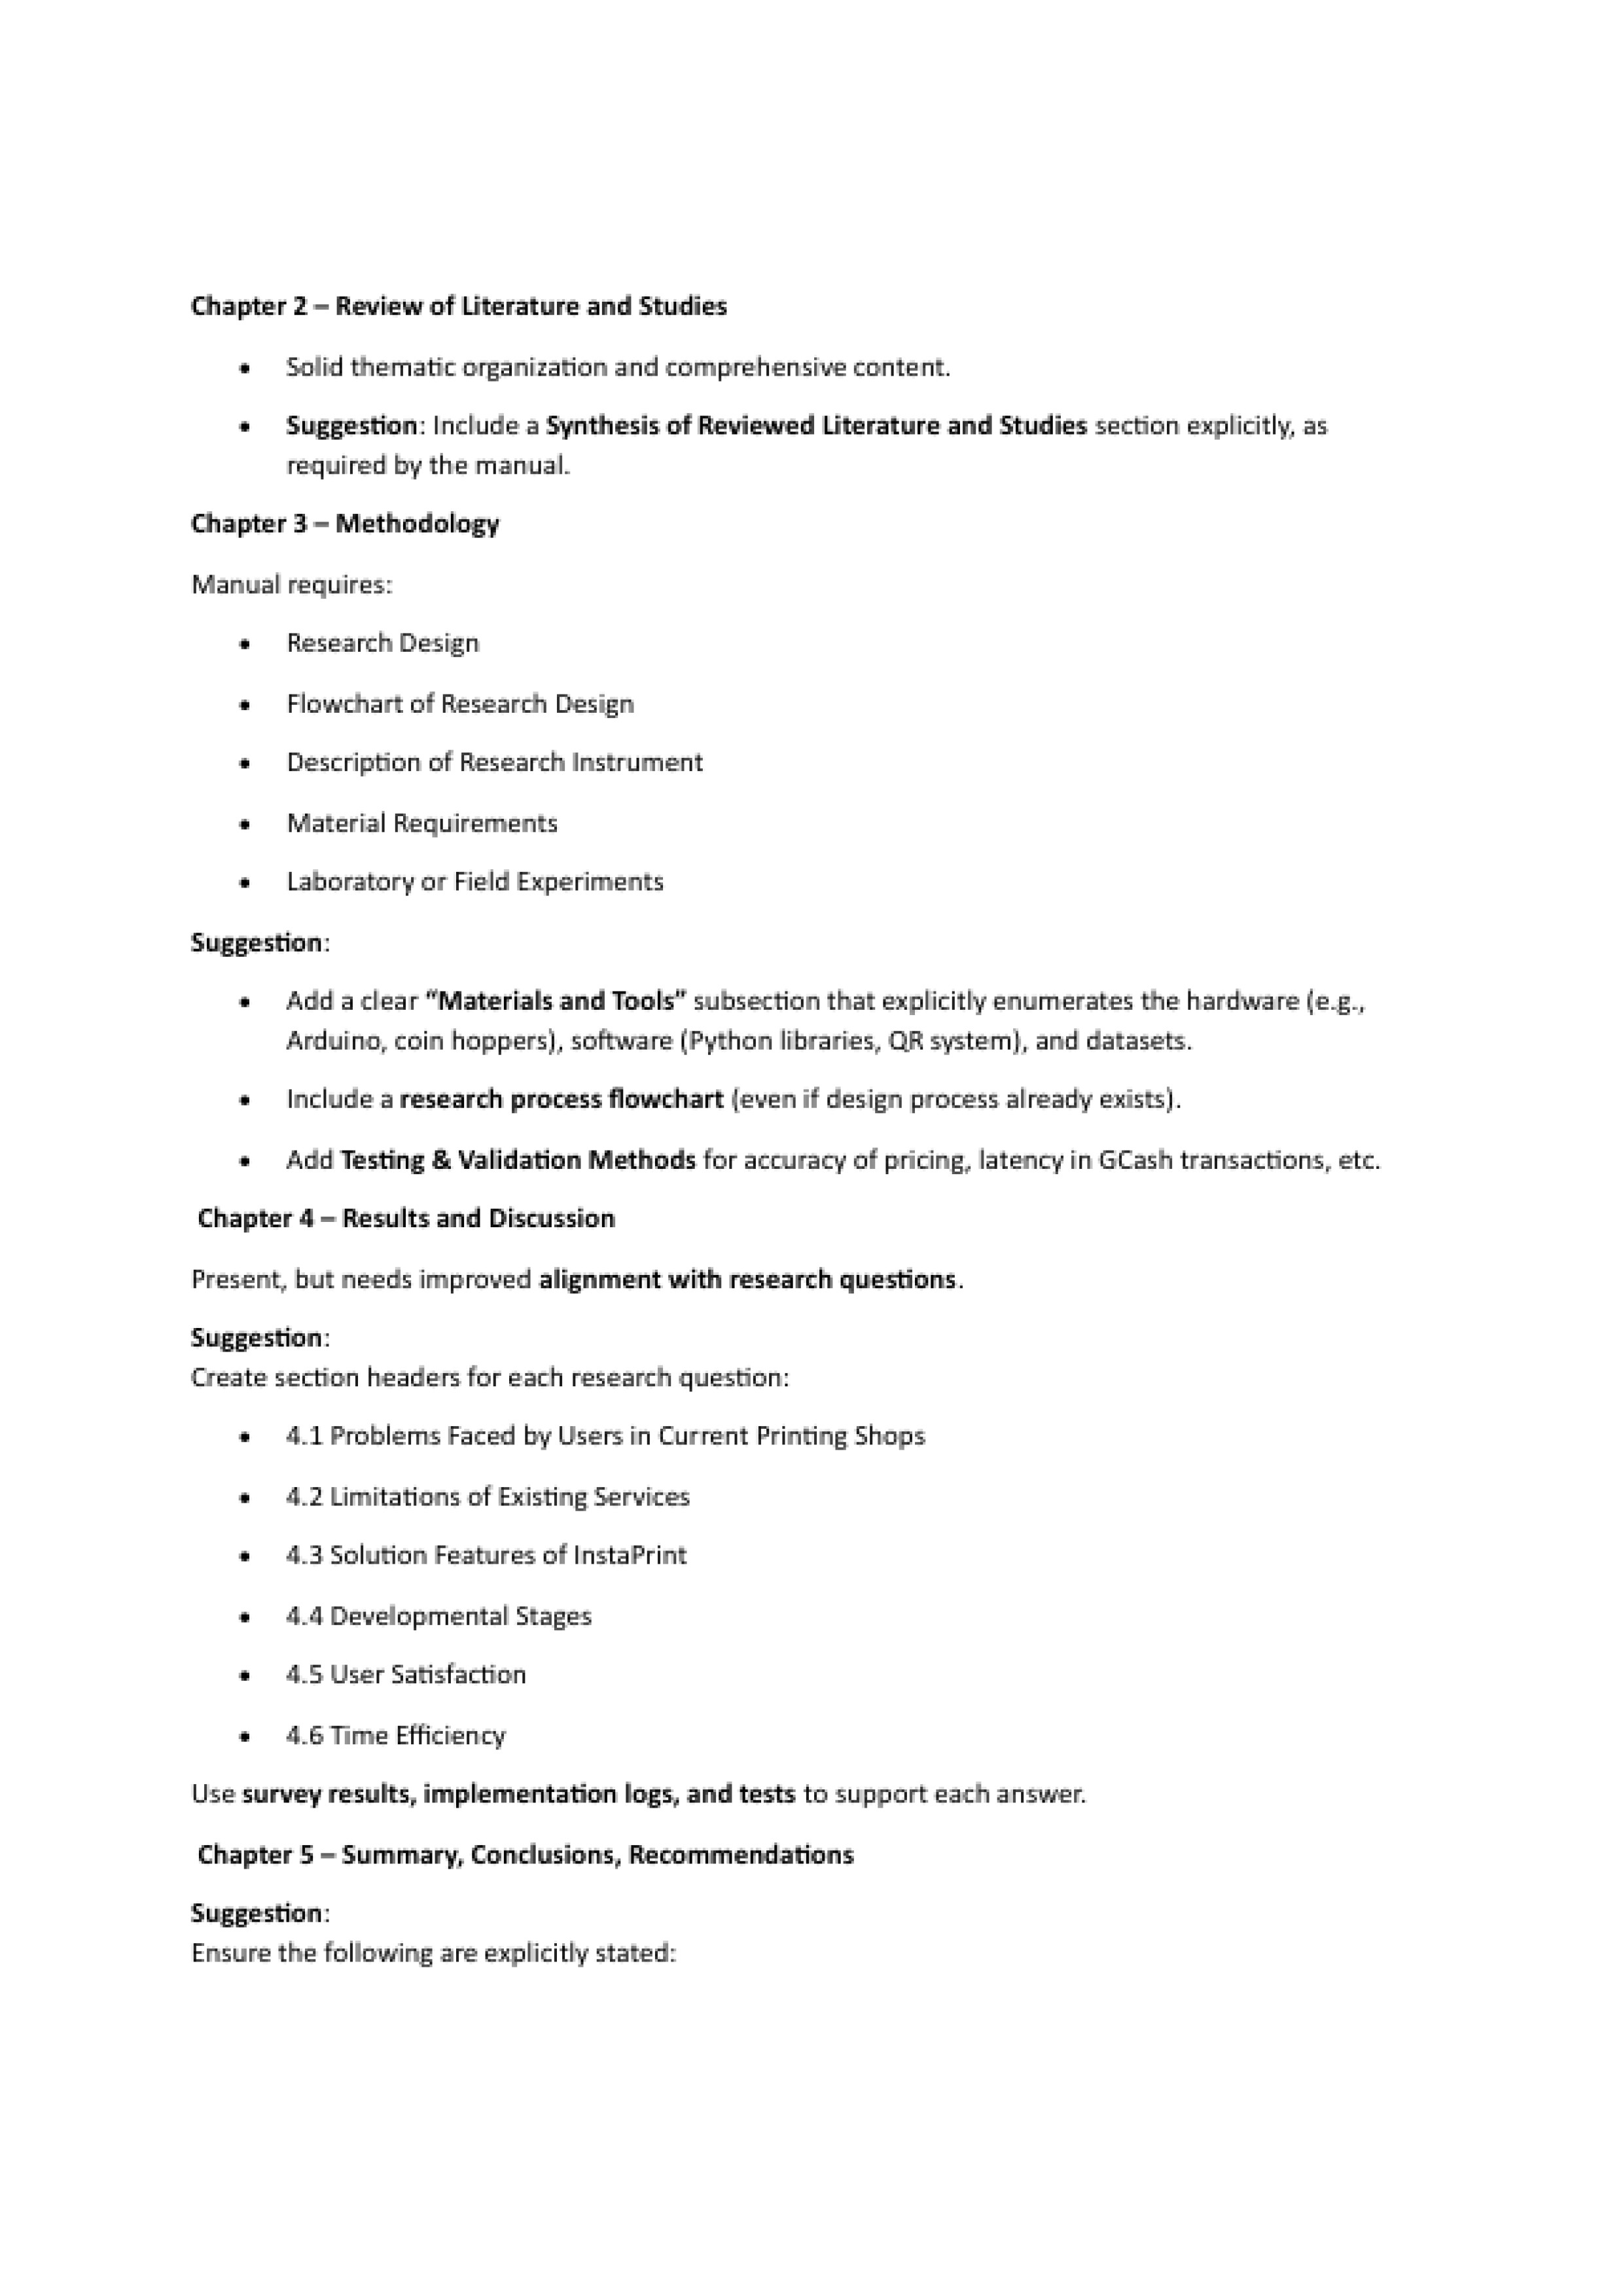 Chapter 2 – Review of Literature and Studies
• Solid thematic organization and comprehensive content.
• Suggestion: Include a Synthesis of Reviewed Literature and Studies section explicitly, as
required by the manual.
Chapter 3 – Methodology
Manual requires:
• Research Design
• Flowchart of Research Design
• Description of Research Instrument
• Material Requirements
• Laboratory or Field Experiments
Suggestion:
• Add a clear “Materials and Tools” subsection that explicitly enumerates the hardware (e.g.,
Arduino, coin hoppers), software (Python libraries, QR system), and datasets.
• Include a research process flowchart (even if design process already exists).
• Add Testing & Validation Methods for accuracy of pricing, latency in GCash transactions, etc.
Chapter 4 – Results and Discussion
Present, but needs improved alignment with research questions.
Suggestion:
Create section headers for each research question:
• 4.1 Problems Faced by Users in Current Printing Shops
• 4.2 Limitations of Existing Services
• 4.3 Solution Features of InstaPrint
• 4.4 Developmental Stages
• 4.5 User Satisfaction
• 4.6 Time Efficiency
Use survey results, implementation logs, and tests to support each answer.
Chapter 5 – Summary, Conclusions, Recommendations
Suggestion:
Ensure the following are explicitly stated: